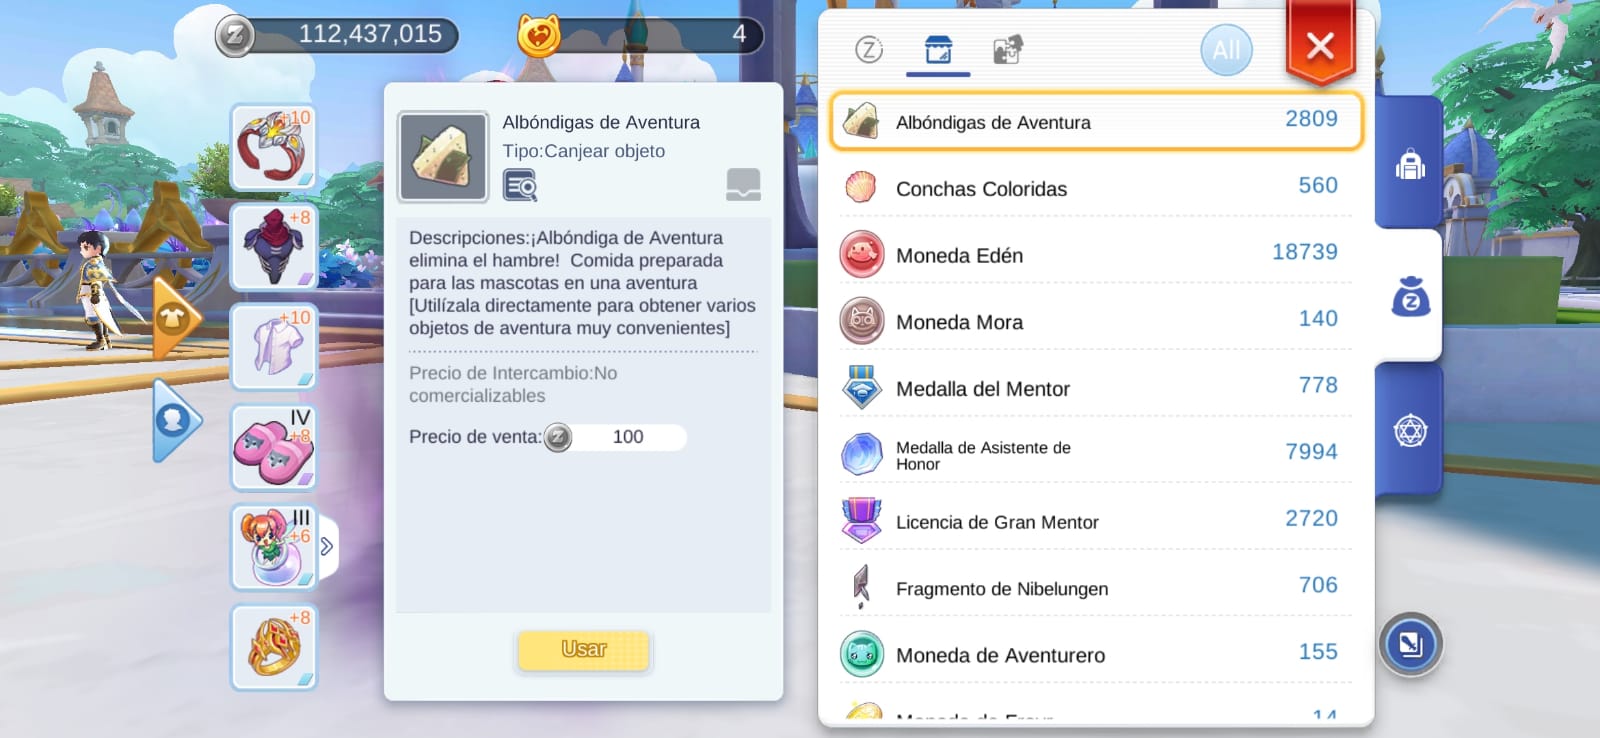 112,437,015
4
+10
+8
+10
IV
+8
III
+6
+8
Albóndigas de Aventura
Tipo:Canjear objeto
Descripciones:¡Albóndiga de Aventura
elimina el hambre! Comida preparada
para las mascotas en una aventura
[Utilízala directamente para obtener varios
objetos de aventura muy convenientes]
Precio de Intercambio:No
comercializables
Precio de venta: Z 100
Usar
Z
All
Albóndigas de Aventura 2809
Conchas Coloridas 560
Moneda Edén 18739
Moneda Mora 140
Medalla del Mentor 778
Medalla de Asistente de
Honor 7994
Licencia de Gran Mentor 2720
Fragmento de Nibelungen 706
Moneda de Aventurero 155